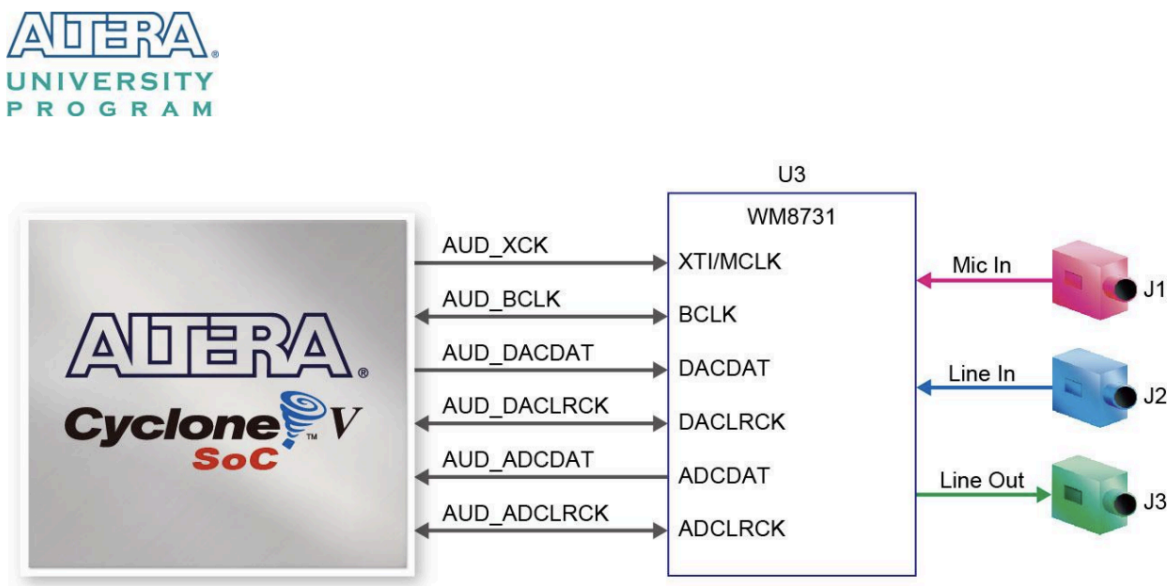 ALTERA®
UNIVERSITY
PROGRAM
U3
WM8731
AUD_XCK
XTI/MCLK
AUD_BCLK
BCLK
AUD_DACDAT
DACDAT
AUD_DACLRCK
DACLRCK
AUD_ADCDAT
ADCDAT
AUD_ADCLRCK
ADCLRCK
ALTERA®
Cyclone™ V
SoC
Mic In
J1
Line In
J2
Line Out
J3